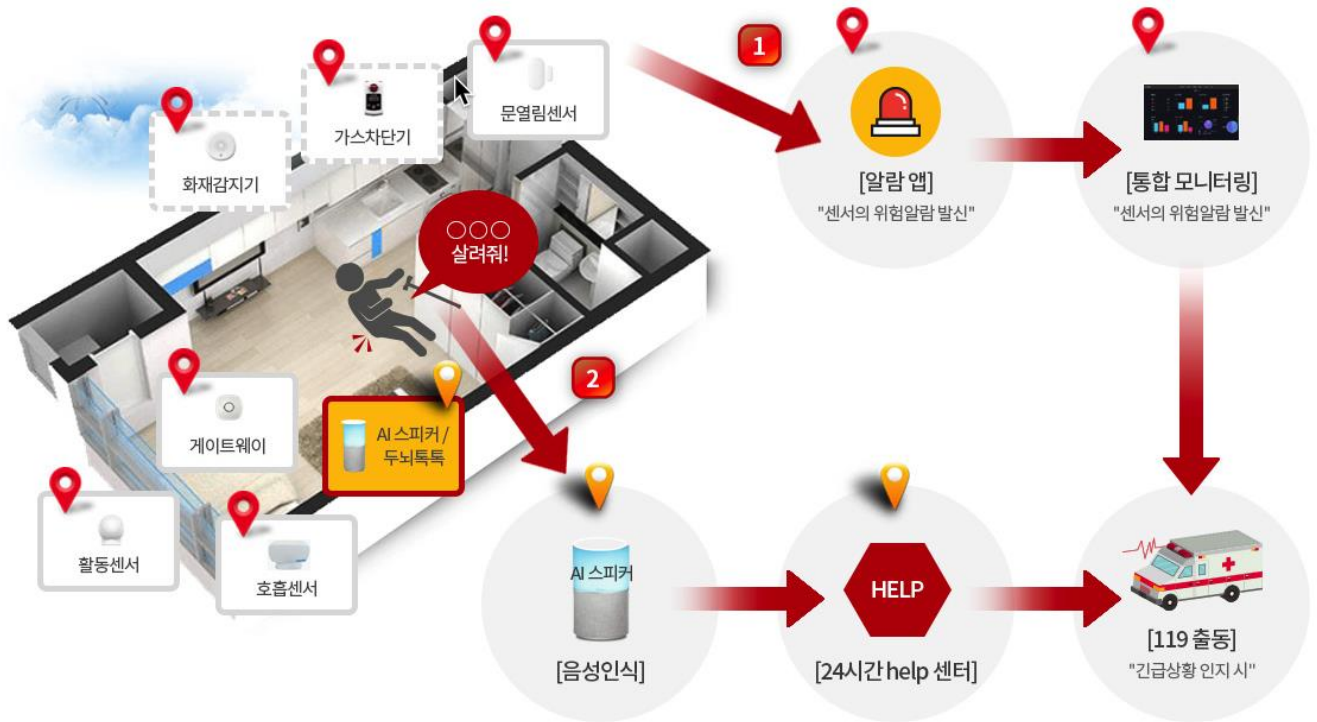 문열림센서
가스차단기
화재감지기
○○○
살려줘!
게이트웨이
AI 스피커 /
두뇌톡톡
활동센서
호흡센서
1
[알람 앱]
"센서의 위험알람 발신"
[통합 모니터링]
"센서의 위험알람 발신"
2
AI 스피커
[음성인식]
HELP
[24시간 help 센터]
[119 출동]
"긴급상황 인지 시"